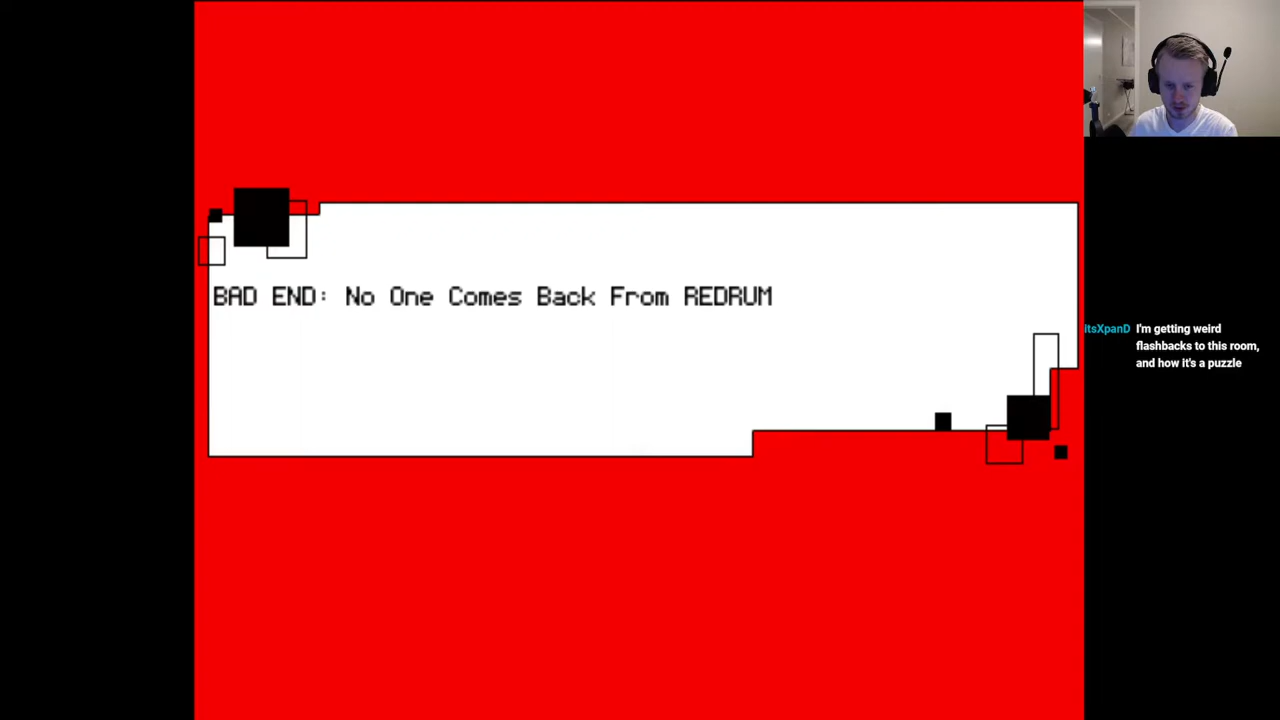 BAD END: No One Comes Back From REDRUM
itsXpanD I'm getting weird
flashbacks to this room,
and how it's a puzzle